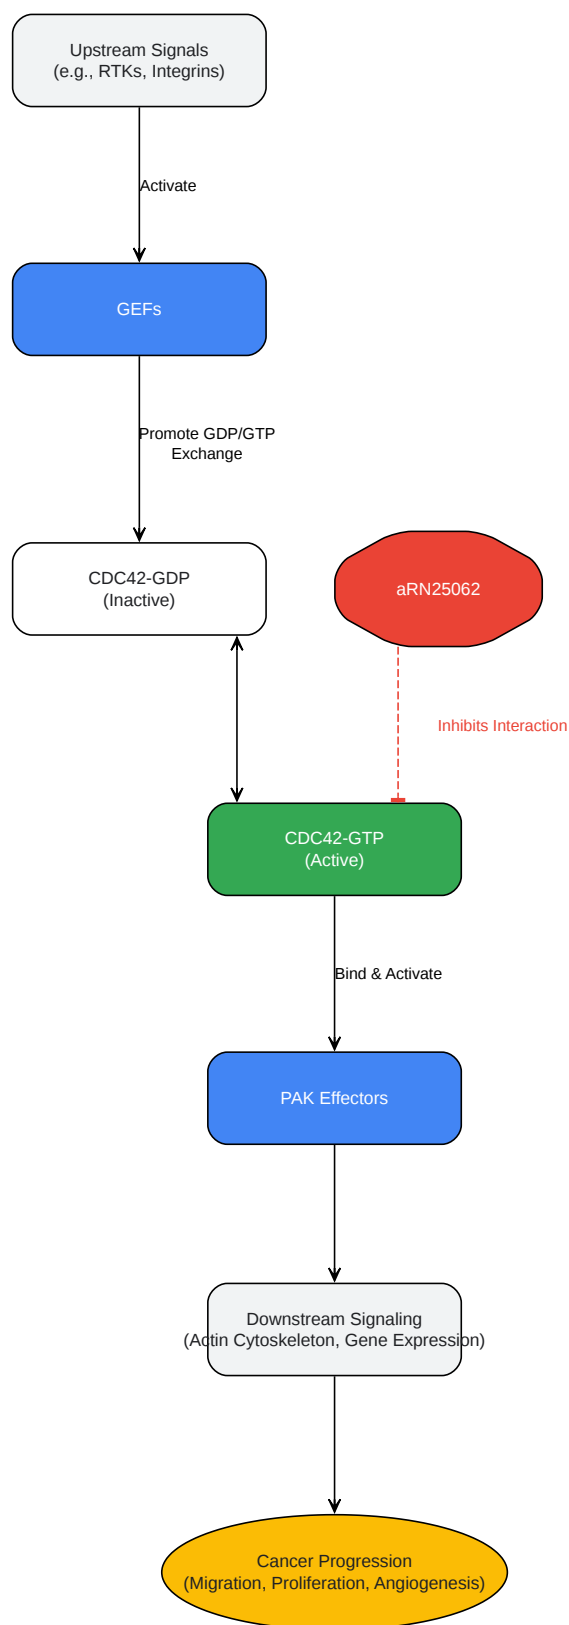 Upstream Signals
(e.g., RTKs, Integrins)
Activate
GEFs
Promote GDP/GTP
Exchange
CDC42-GDP
(Inactive)
aRN25062
Inhibits Interaction
CDC42-GTP
(Active)
Bind & Activate
PAK Effectors
Downstream Signaling
(Actin Cytoskeleton, Gene Expression)
Cancer Progression
(Migration, Proliferation, Angiogenesis)